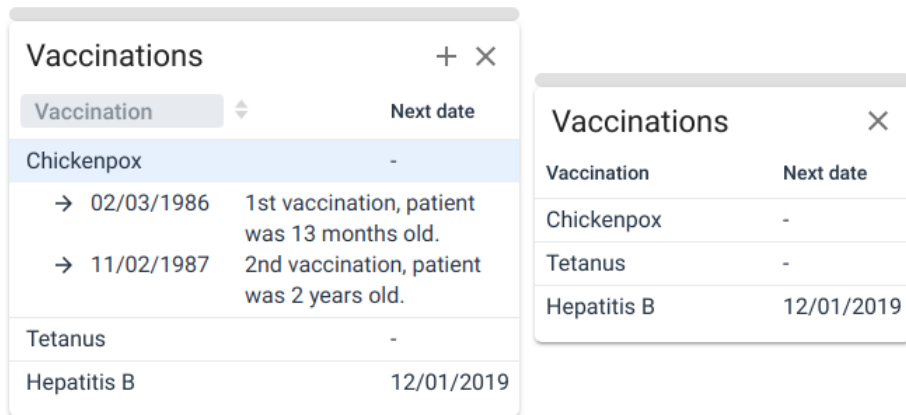 Vaccinations + ×
Vaccination Next date
Chickenpox -
→ 02/03/1986 1st vaccination, patient
was 13 months old.
→ 11/02/1987 2nd vaccination, patient
was 2 years old.
Tetanus -
Hepatitis B 12/01/2019
Vaccinations ×
Vaccination Next date
Chickenpox -
Tetanus -
Hepatitis B 12/01/2019